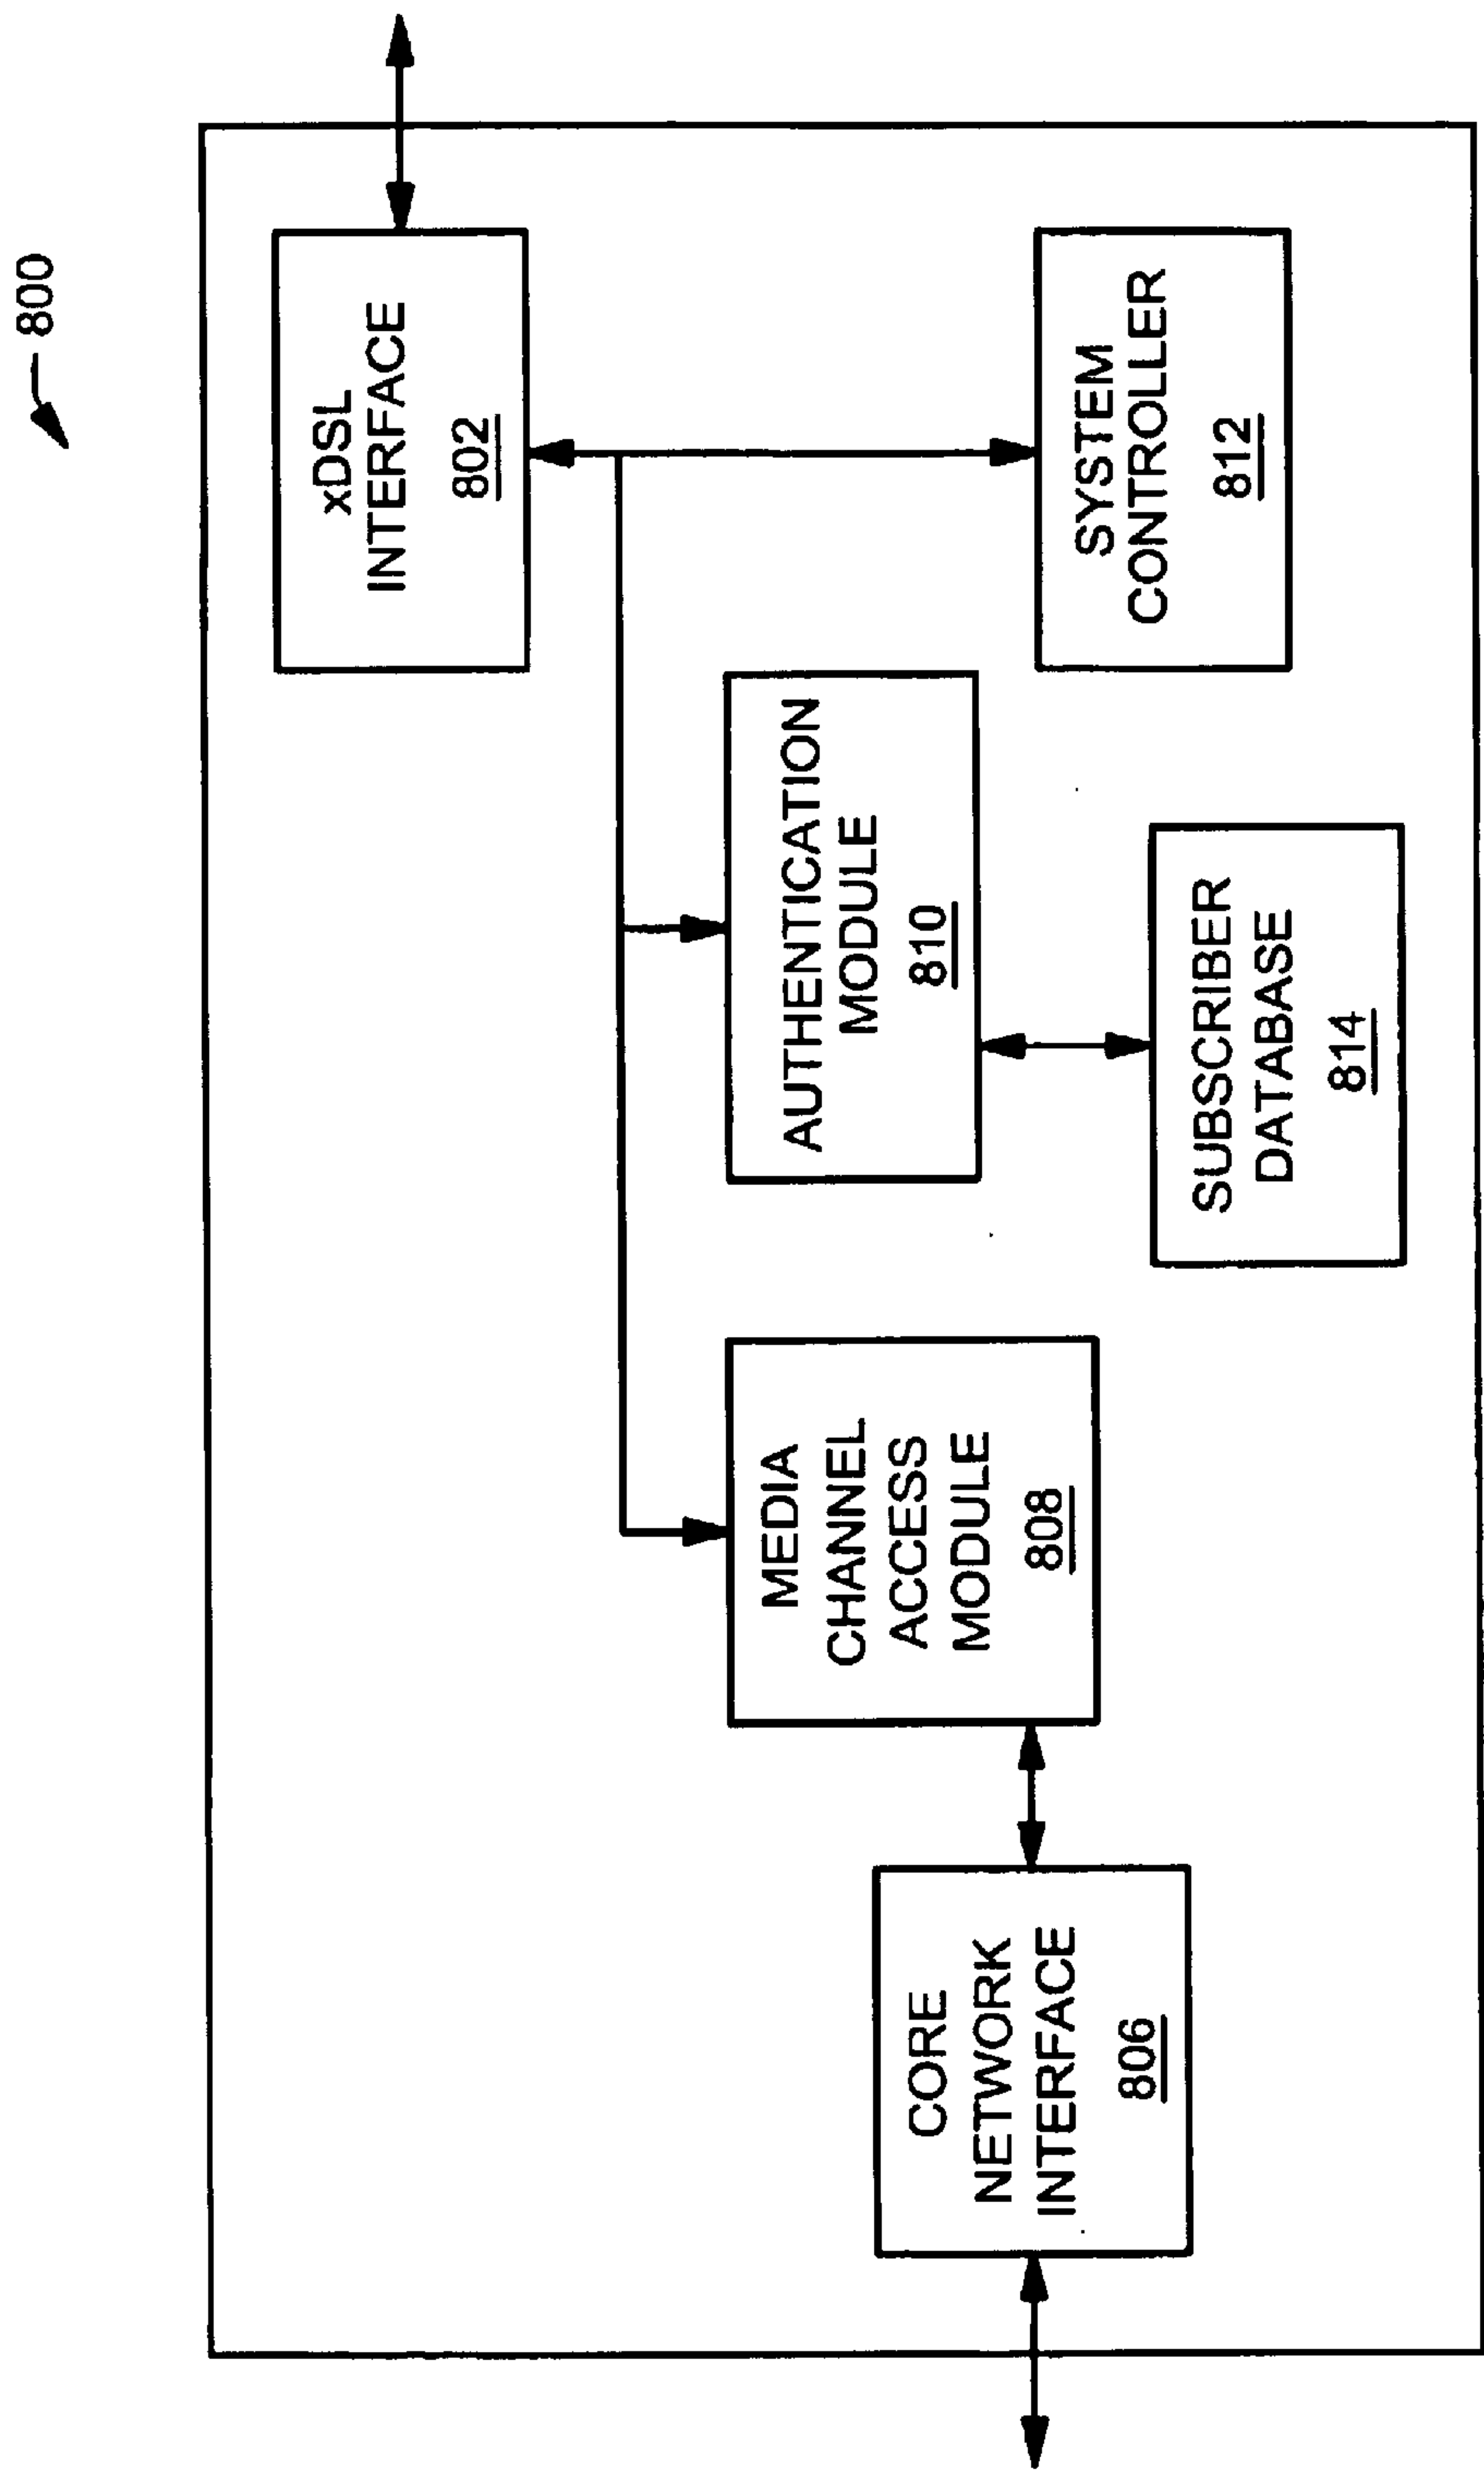 800
xDSL
INTERFACE
802
CORE
NETWORK
INTERFACE
806
MEDIA
CHANNEL
ACCESS
MODULE
808
AUTHENTICATION
MODULE
810
SYSTEM
CONTROLLER
812
SUBSCRIBER
DATABASE
814